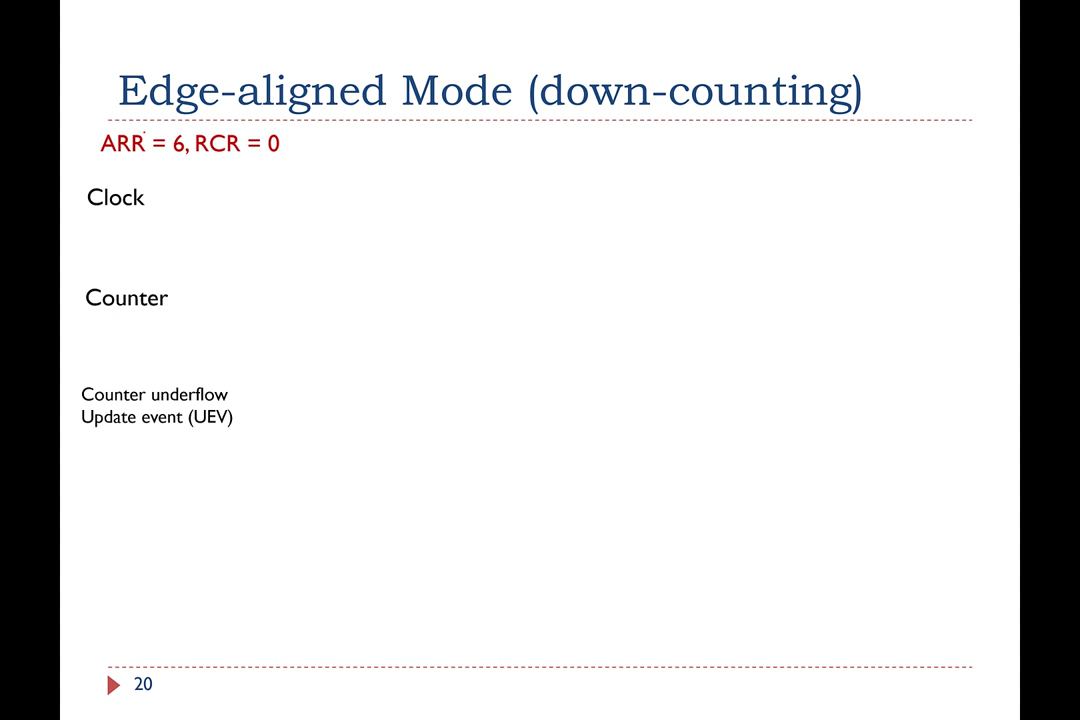 Edge-aligned Mode (down-counting)
ARR = 6, RCR = 0
Clock
Counter
Counter underflow
Update event (UEV)
20